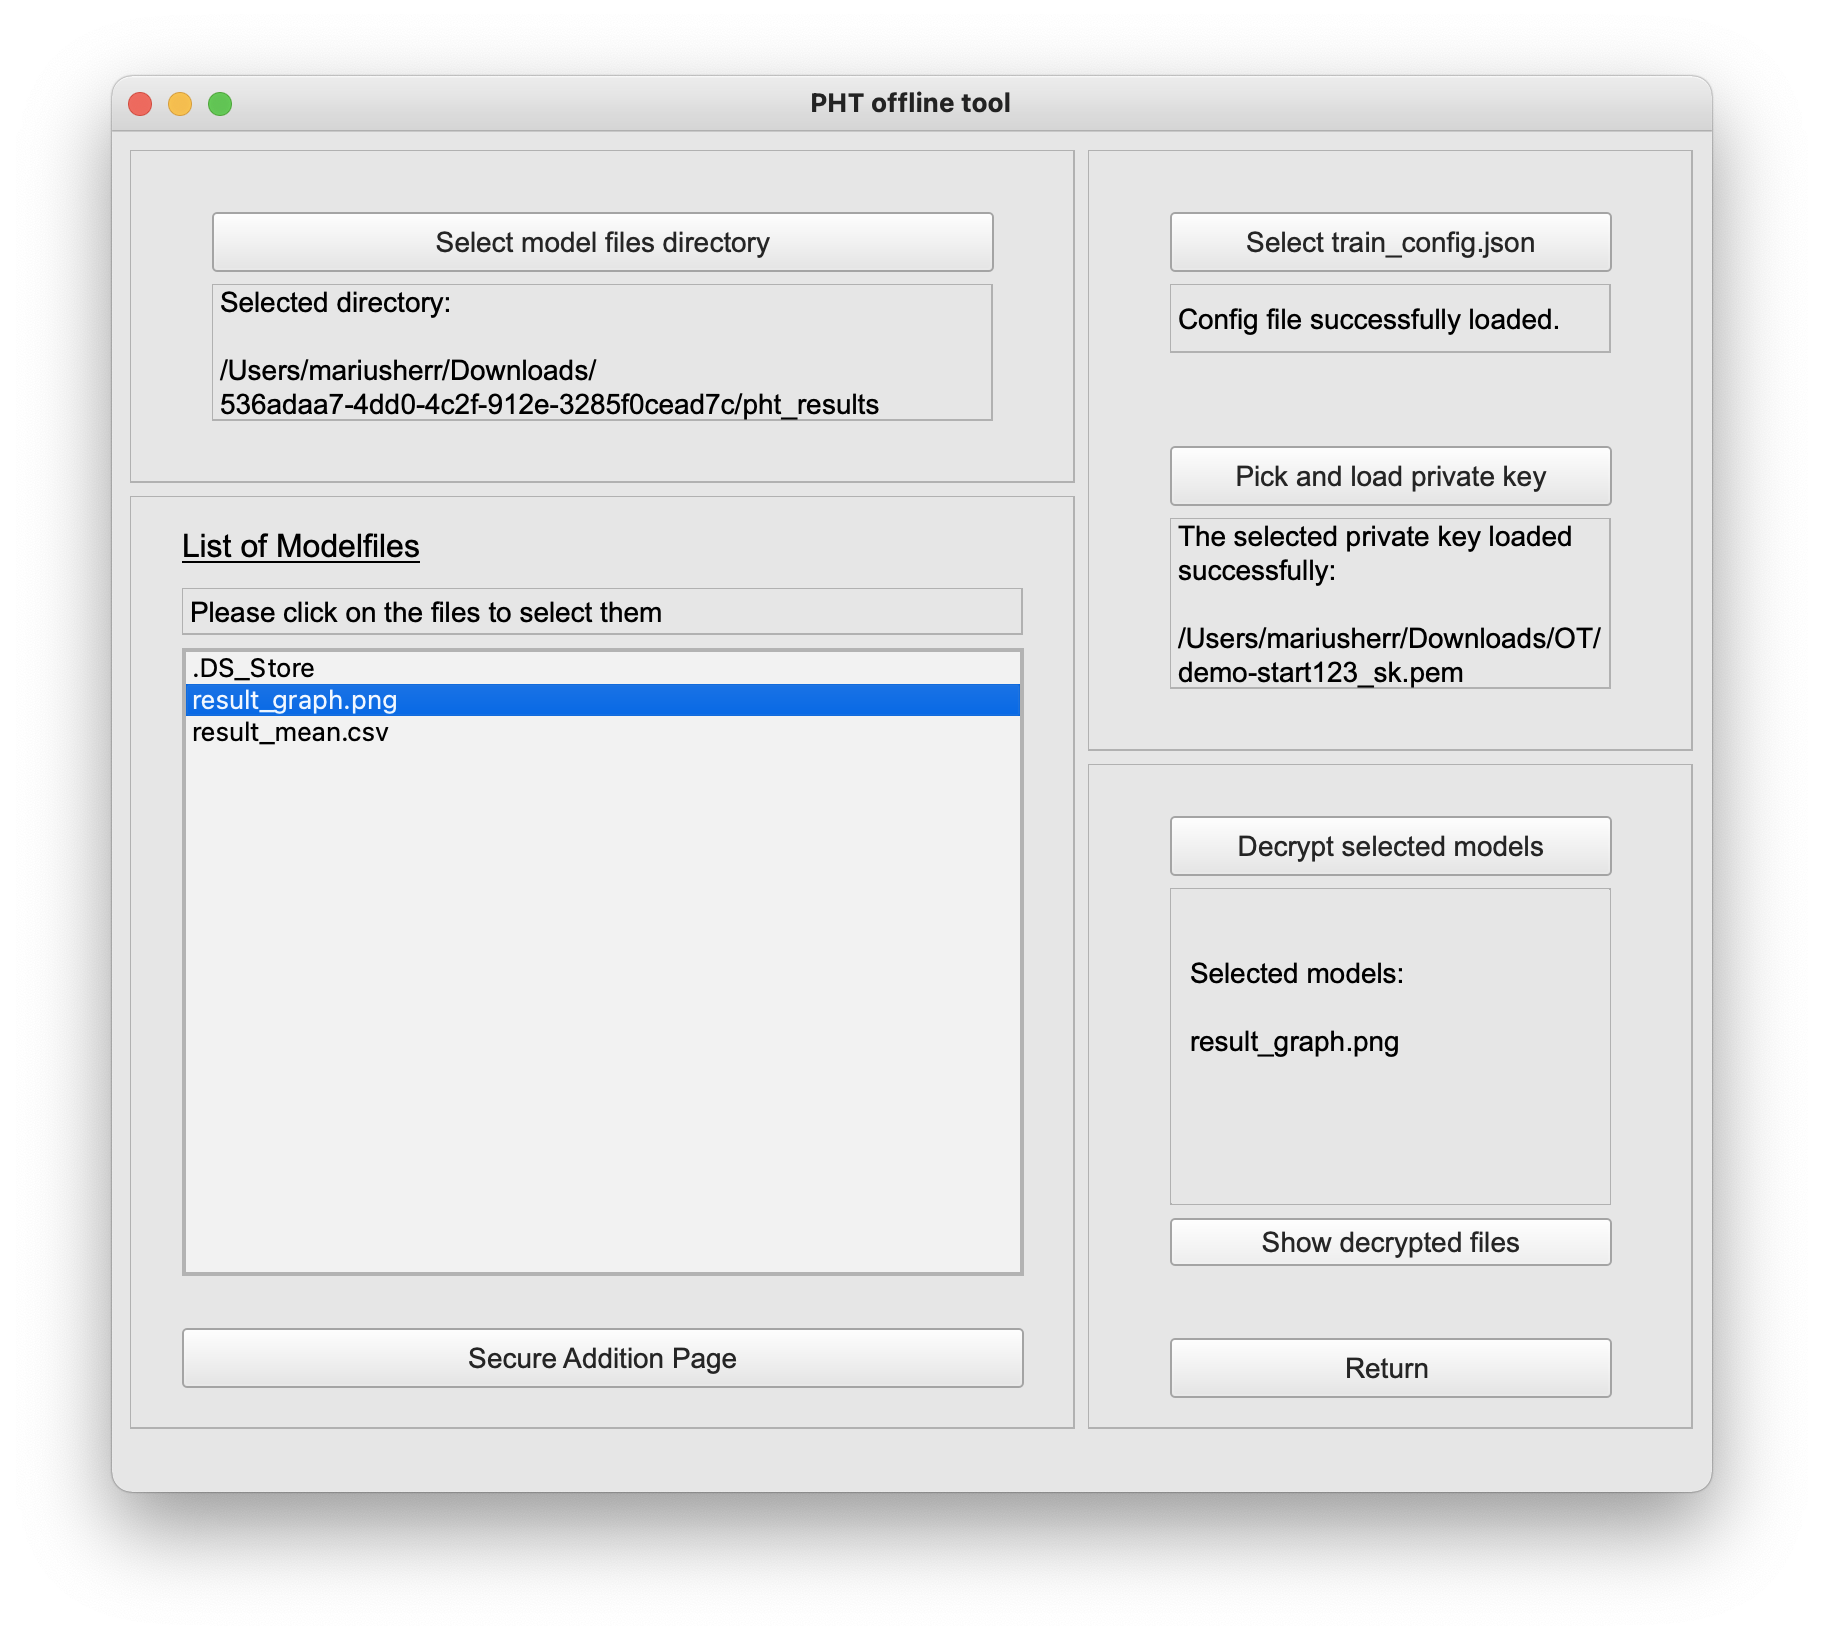 PHT offline tool
Select model files directory
Selected directory:
/Users/mariusherr/Downloads/
536adaa7-4dd0-4c2f-912e-3285f0cead7c/pht_results
List of Modelfiles
Please click on the files to select them
.DS_Store
result_graph.png
result_mean.csv
Secure Addition Page
Select train_config.json
Config file successfully loaded.
Pick and load private key
The selected private key loaded
successfully:
/Users/mariusherr/Downloads/OT/
demo-start123_sk.pem
Decrypt selected models
Selected models:
result_graph.png
Show decrypted files
Return